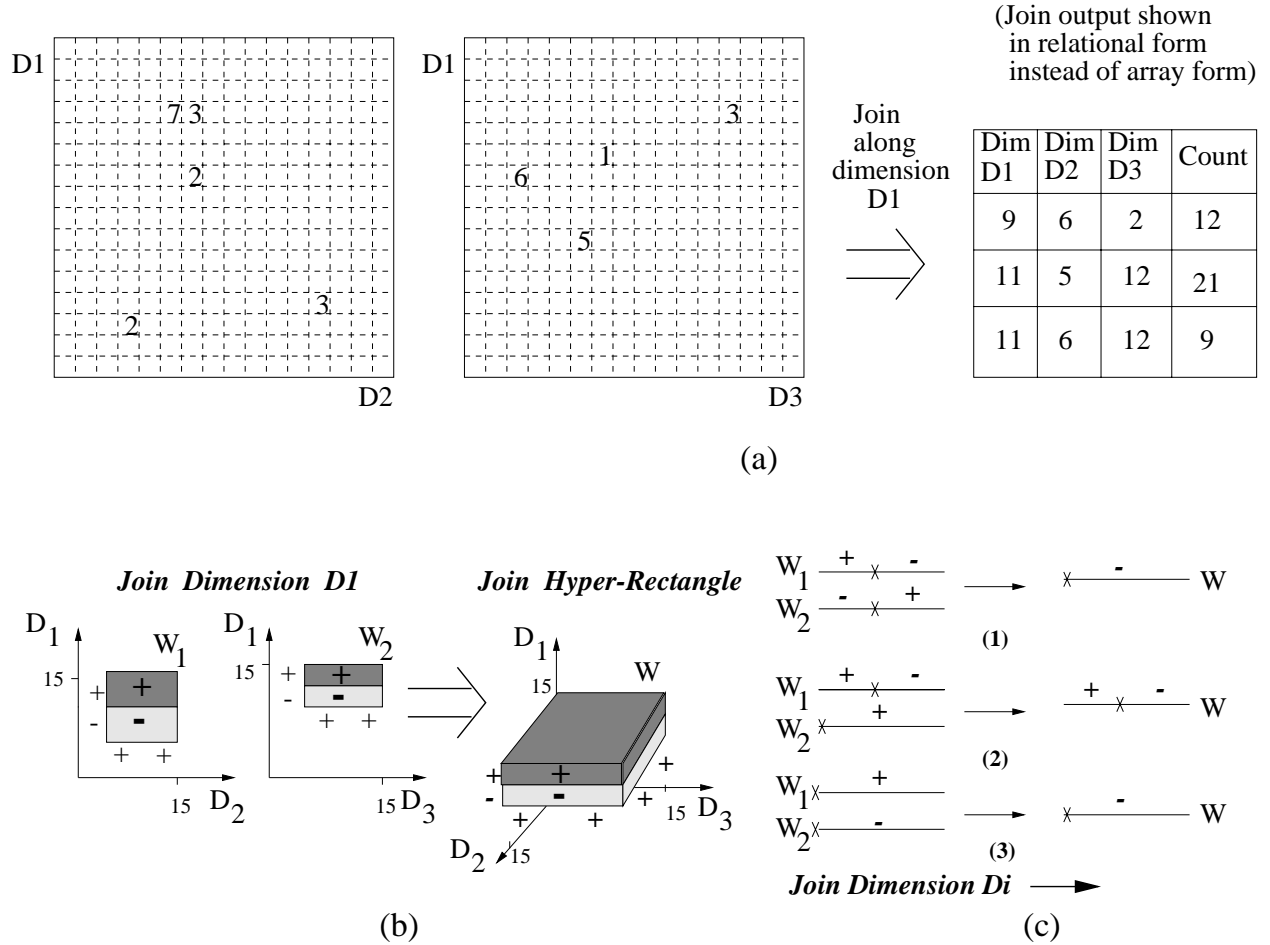 (Join output shown
in relational form
instead of array form)
D1
7 3
2
3
2
D2
D1
3
1
6
5
D3
Join
along
dimension
D1
Dim D1 Dim D2 Dim D3 Count
9 6 2 12
11 5 12 21
11 6 12 9
(a)
Join Dimension D1
D1
W1
15
+ +
- -
+ +
15
D2
D1
W2
15
+ +
- -
+ +
15
D3
Join Hyper-Rectangle
D1
W
15
+ + +
- - +
+ +
15
D3
D2
15
(b)
W1 + -
W2 - +
- W
(1)
W1 + -
W2 +
+ - W
(2)
W1 +
W2 -
- W
(3)
Join Dimension Di
(c)